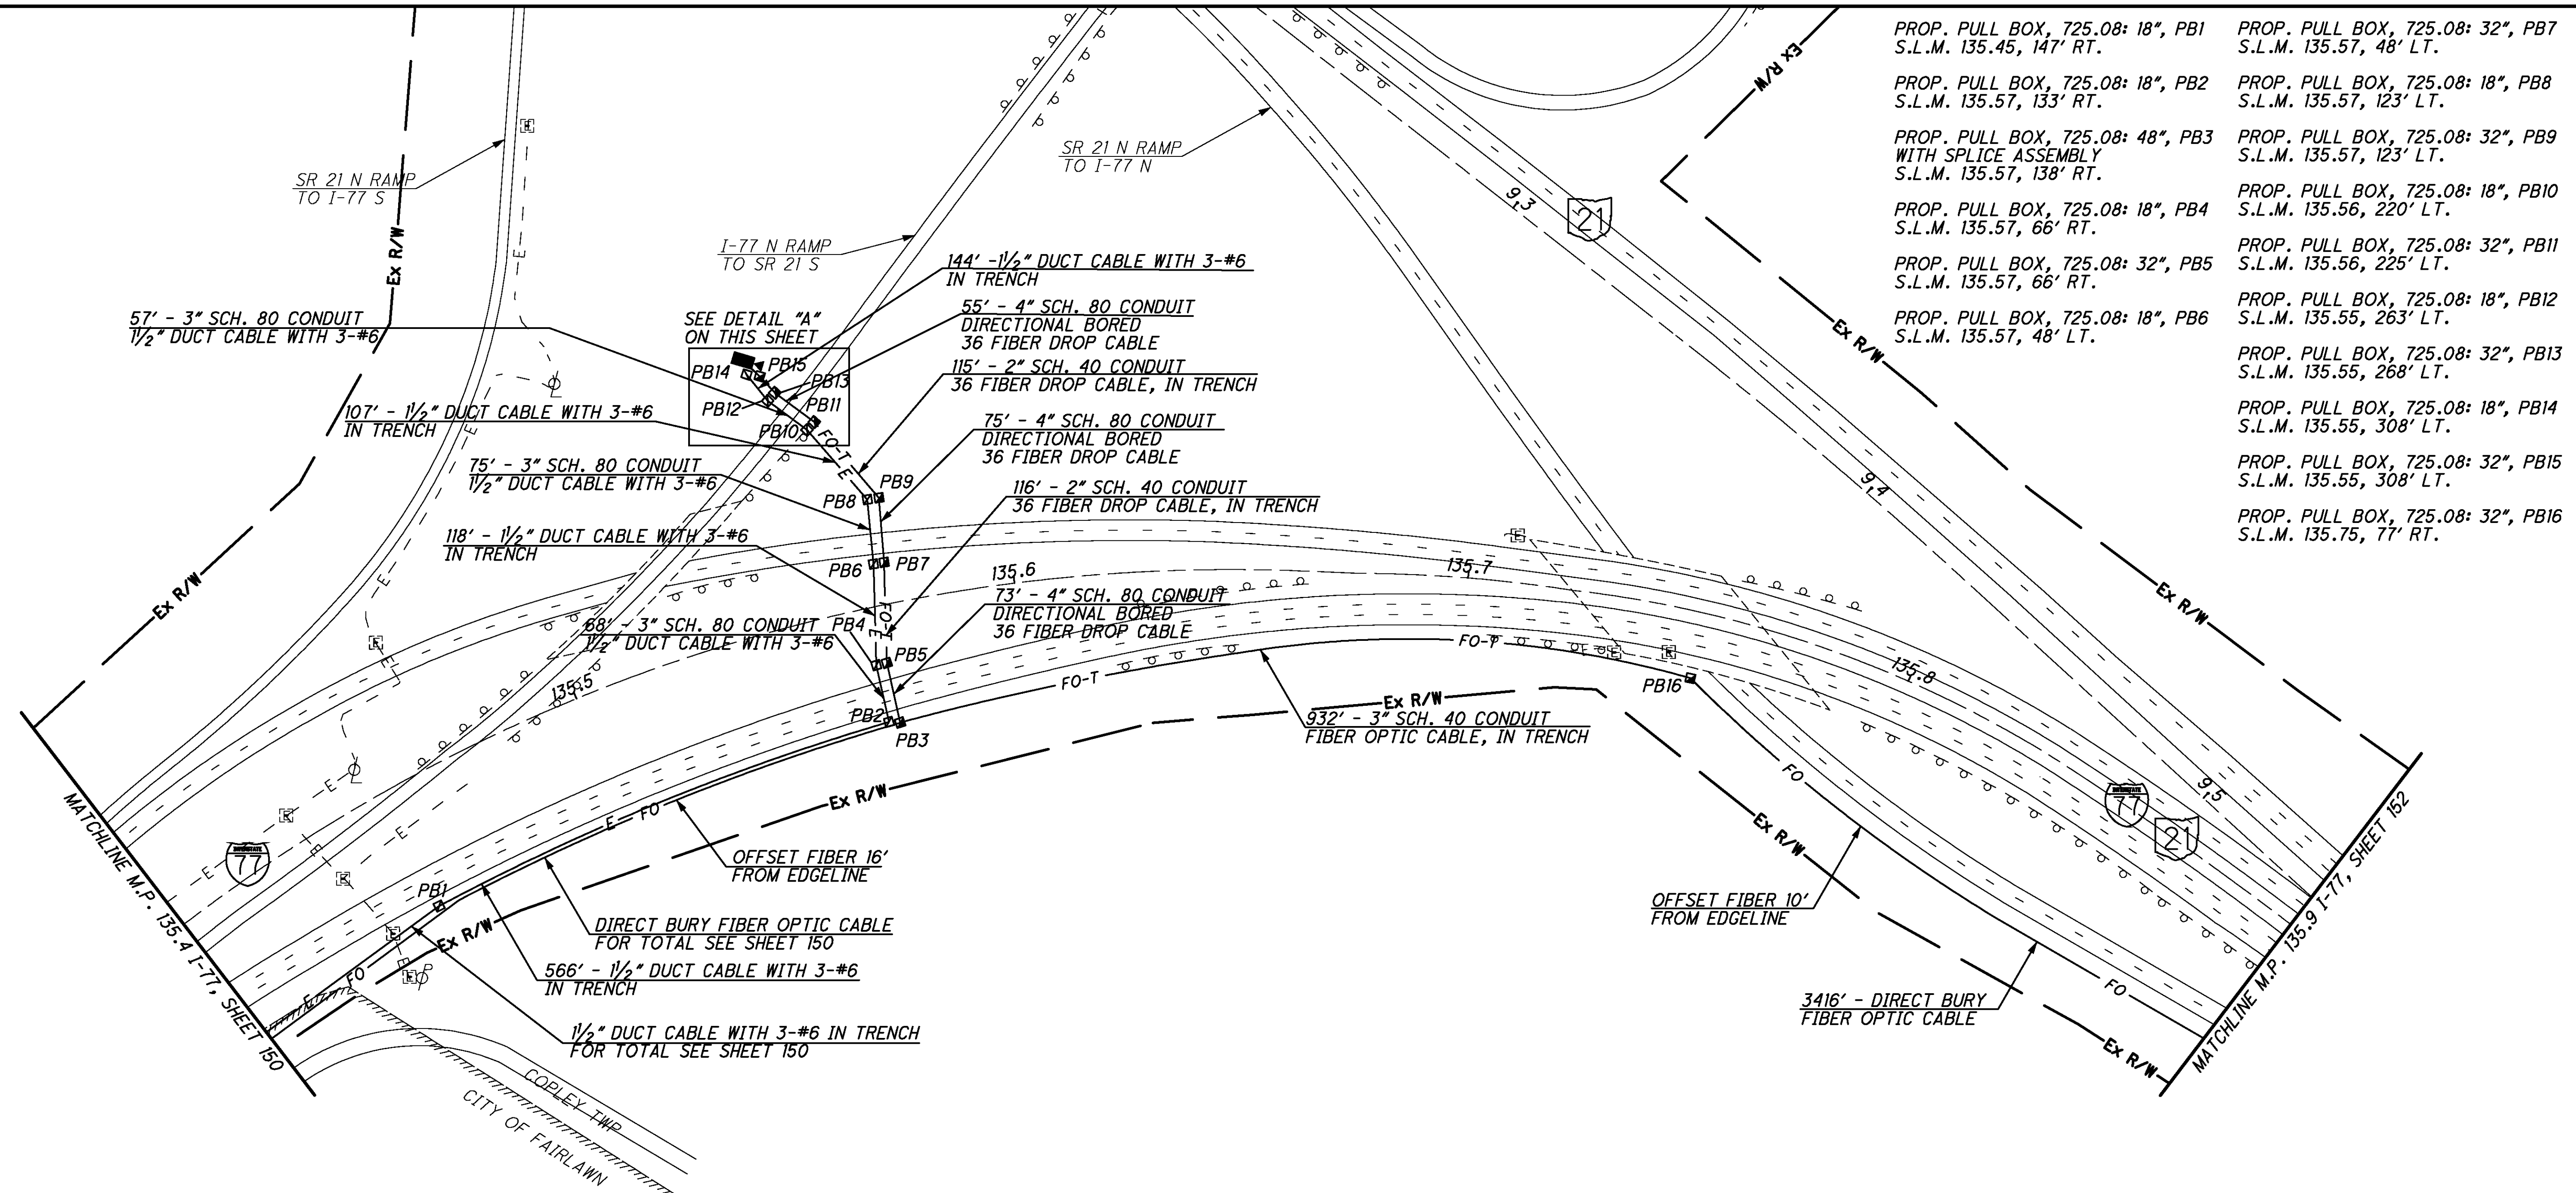 PROP. PULL BOX, 725.08: 18", PB1
S.L.M. 135.45, 147' RT.
PROP. PULL BOX, 725.08: 18", PB2
S.L.M. 135.57, 133' RT.
PROP. PULL BOX, 725.08: 48", PB3
WITH SPLICE ASSEMBLY
S.L.M. 135.57, 138' RT.
PROP. PULL BOX, 725.08: 18", PB4
S.L.M. 135.57, 66' RT.
PROP. PULL BOX, 725.08: 32", PB5
S.L.M. 135.57, 66' RT.
PROP. PULL BOX, 725.08: 18", PB6
S.L.M. 135.57, 48' LT.
PROP. PULL BOX, 725.08: 32", PB7
S.L.M. 135.57, 48' LT.
PROP. PULL BOX, 725.08: 18", PB8
S.L.M. 135.57, 123' LT.
PROP. PULL BOX, 725.08: 32", PB9
S.L.M. 135.57, 123' LT.
PROP. PULL BOX, 725.08: 18", PB10
S.L.M. 135.56, 220' LT.
PROP. PULL BOX, 725.08: 32", PB11
S.L.M. 135.56, 225' LT.
PROP. PULL BOX, 725.08: 18", PB12
S.L.M. 135.55, 263' LT.
PROP. PULL BOX, 725.08: 32", PB13
S.L.M. 135.55, 268' LT.
PROP. PULL BOX, 725.08: 18", PB14
S.L.M. 135.55, 308' LT.
PROP. PULL BOX, 725.08: 32", PB15
S.L.M. 135.55, 308' LT.
PROP. PULL BOX, 725.08: 32", PB16
S.L.M. 135.75, 77' RT.
Ex R/W
SR 21 N RAMP
TO I-77 S
Ex R/W
SR 21 N RAMP
TO I-77 N
9.3
21
I-77 N RAMP
TO SR 21 S
144' -1½" DUCT CABLE WITH 3-#6
IN TRENCH
55' - 4" SCH. 80 CONDUIT
DIRECTIONAL BORED
36 FIBER DROP CABLE
57' - 3" SCH. 80 CONDUIT
1½" DUCT CABLE WITH 3-#6
SEE DETAIL "A"
ON THIS SHEET
PB14
PB15
PB13
PB12
PB11
PB10
115' - 2" SCH. 40 CONDUIT
36 FIBER DROP CABLE, IN TRENCH
Ex R/W
107' - 1½" DUCT CABLE WITH 3-#6
IN TRENCH
FO-T
E
75' - 4" SCH. 80 CONDUIT
DIRECTIONAL BORED
36 FIBER DROP CABLE
75' - 3" SCH. 80 CONDUIT
1½" DUCT CABLE WITH 3-#6
PB9
PB8
9.4
116' - 2" SCH. 40 CONDUIT
36 FIBER DROP CABLE, IN TRENCH
118' - 1½" DUCT CABLE WITH 3-#6
IN TRENCH
PB6
PB7
135.6
135.7
Ex R/W
Ex R/W
73' - 4" SCH. 80 CONDUIT
DIRECTIONAL BORED
36 FIBER DROP CABLE
68' - 3" SCH. 80 CONDUIT
1½" DUCT CABLE WITH 3-#6
PB4
FO-T
E
PB5
135.5
FO-T
FO-T
135.8
PB16
PB2
PB3
Ex R/W
932' - 3" SCH. 40 CONDUIT
FIBER OPTIC CABLE, IN TRENCH
FO
9.5
INTERSTATE
77
21
Ex R/W
E
FO
OFFSET FIBER 16'
FROM EDGELINE
Ex R/W
INTERSTATE
77
PB1
OFFSET FIBER 10'
FROM EDGELINE
DIRECT BURY FIBER OPTIC CABLE
FOR TOTAL SEE SHEET 150
Ex R/W
566' - 1½" DUCT CABLE WITH 3-#6
IN TRENCH
FO
E
P
3416' - DIRECT BURY
FIBER OPTIC CABLE
FO
1½" DUCT CABLE WITH 3-#6 IN TRENCH
FOR TOTAL SEE SHEET 150
Ex R/W
MATCHLINE M.P. 135.4 I-77, SHEET 150
MATCHLINE M.P. 135.9 I-77, SHEET 152
COPLEY TWP
CITY OF FAIRLAWN